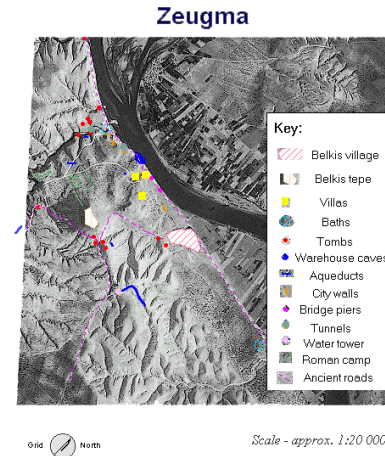 Zeugma
Key:
Belkis village
Belkis tepe
Villas
Baths
Tombs
Warehouse caves
Aqueducts
City walls
Bridge piers
Tunnels
Water tower
Roman camp
Ancient roads
Grid North
Scale - approx. 1:20 000